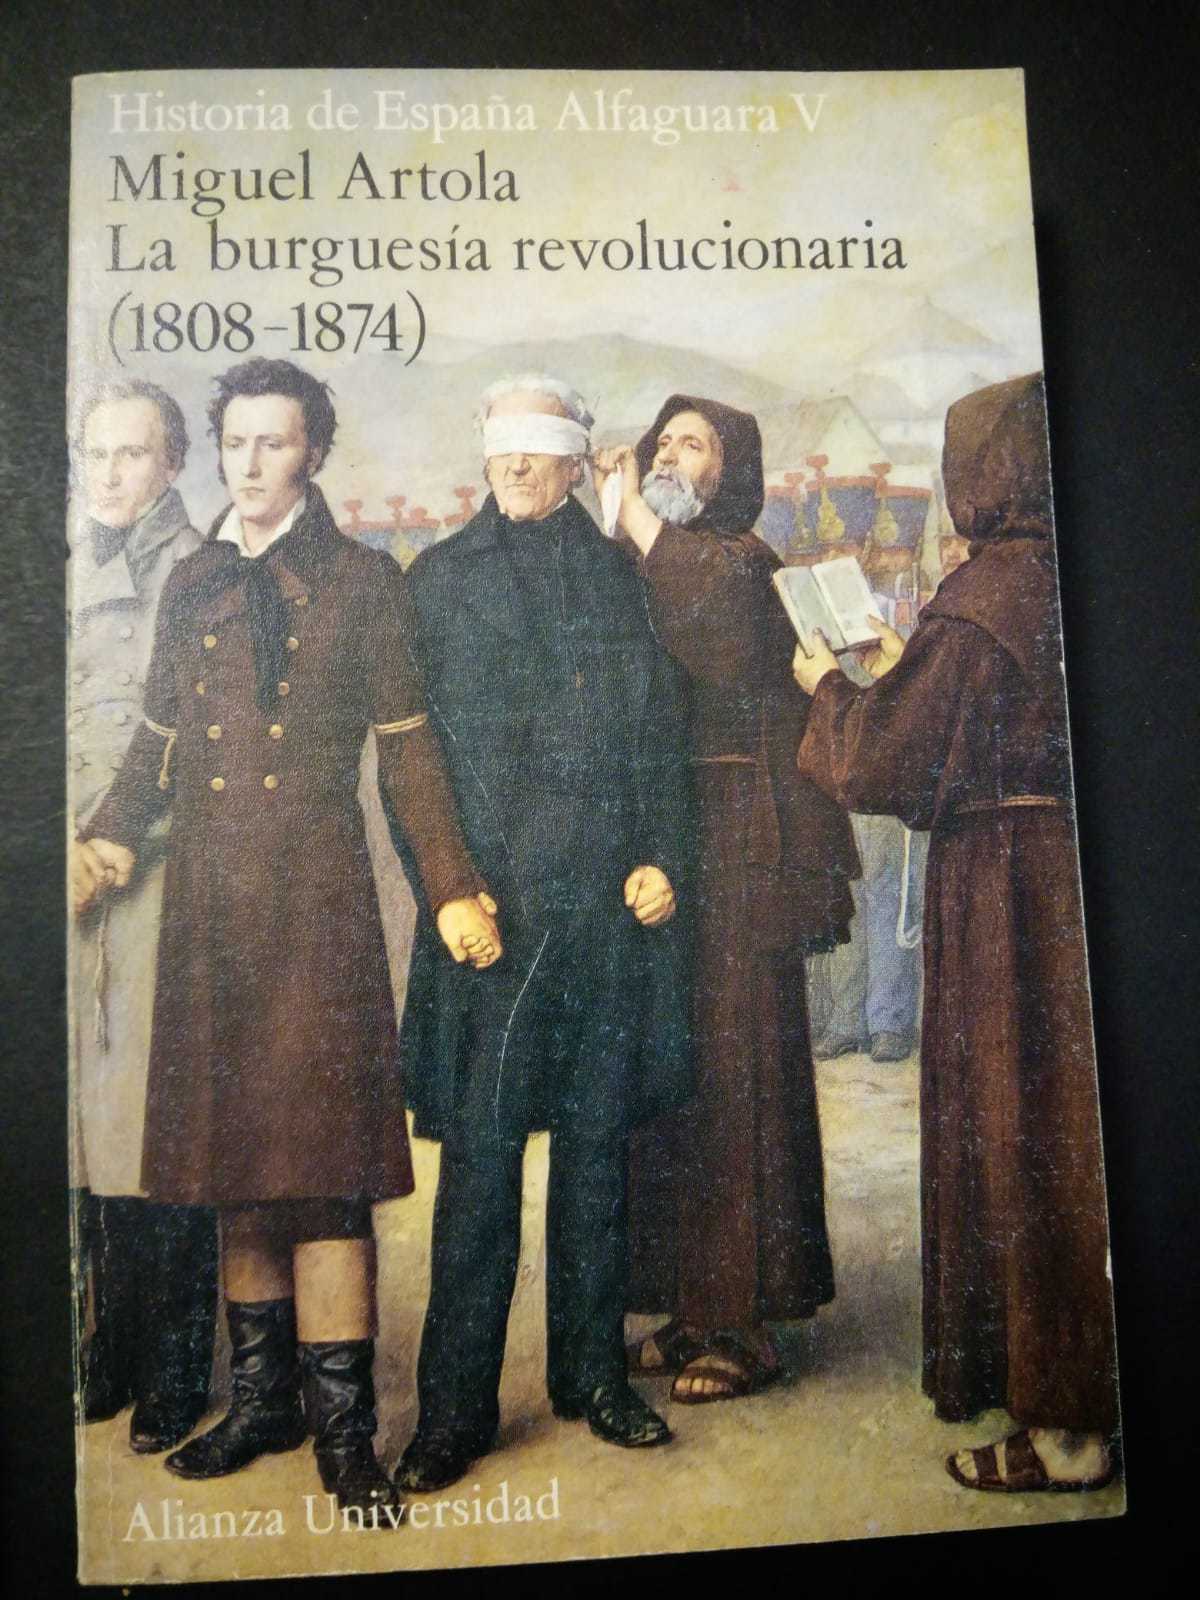 Historia de España Alfaguara V
Miguel Artola
La burguesía revolucionaria
(1808-1874)
Alianza Universidad